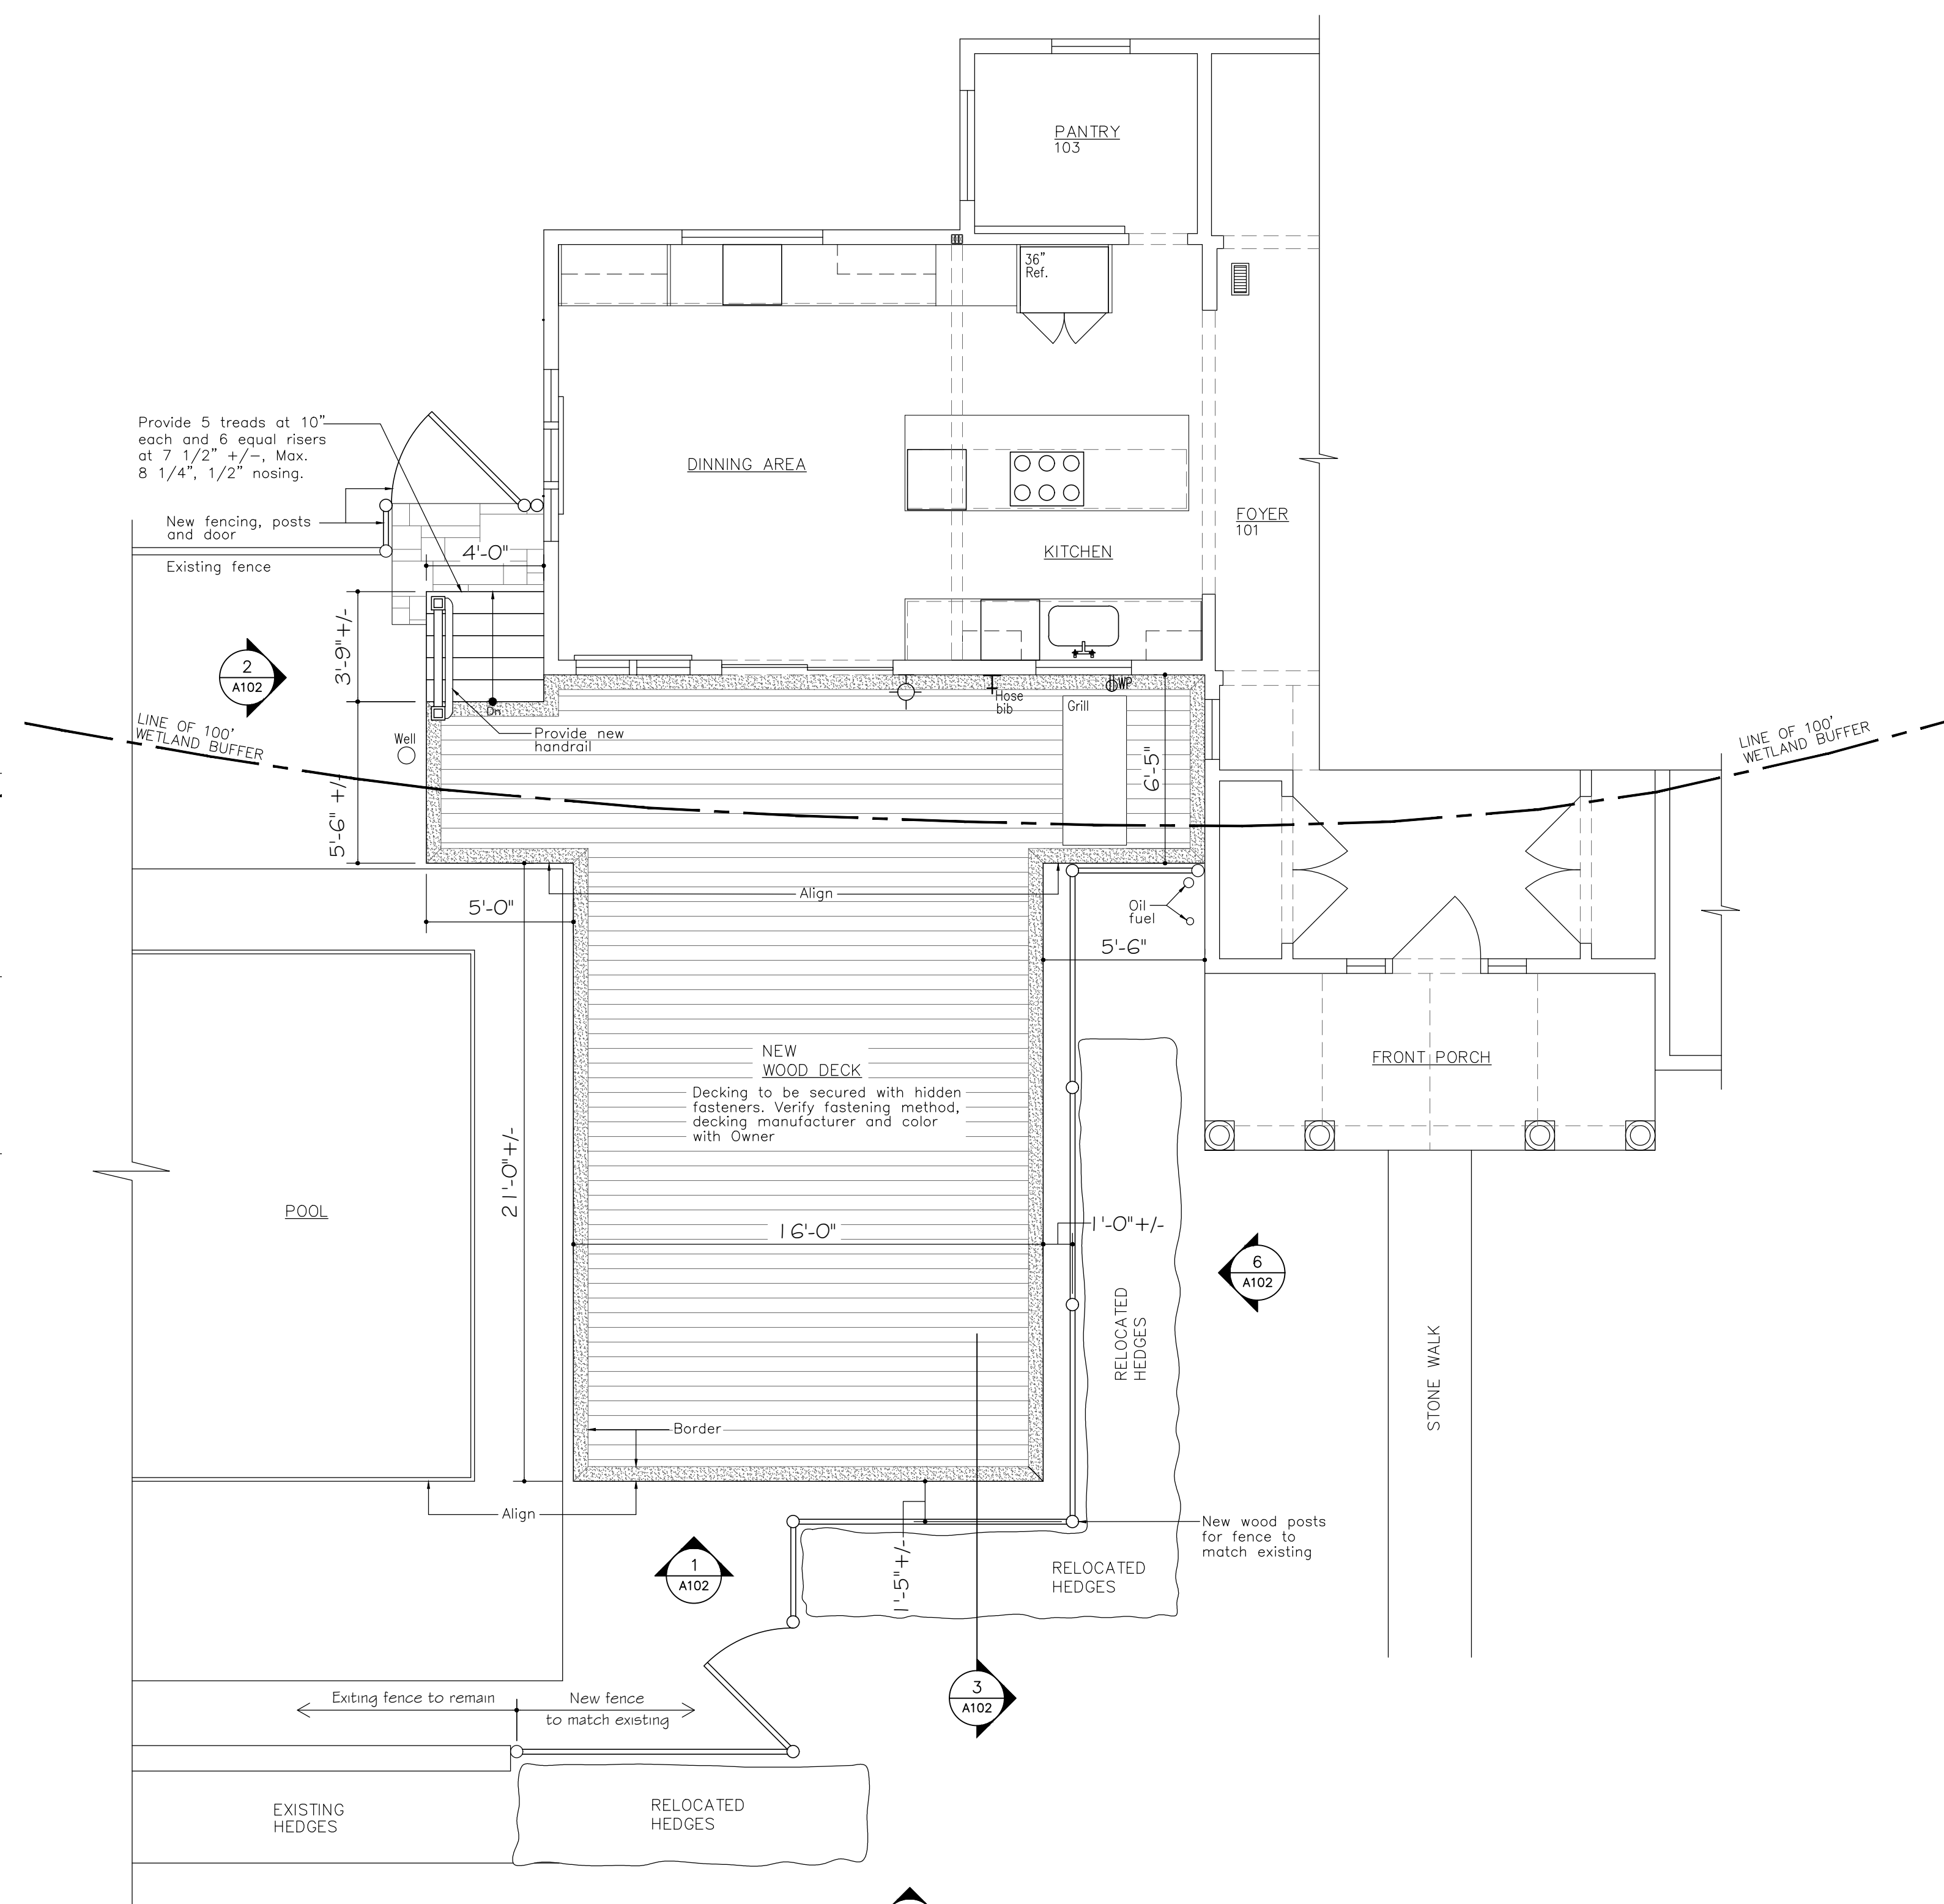 PANTRY
103
36"
Ref.
Provide 5 treads at 10"
each and 6 equal risers
at 7 1/2" +/-, Max.
8 1/4", 1/2" nosing.
DINNING AREA
New fencing, posts
and door
FOYER
101
4'-0"
KITCHEN
Existing fence
3'-9"+/-
2
A102
WP
Hose
bib
Grill
Dn
LINE OF 100'
WETLAND BUFFER
Well
Provide new
handrail
6'-5"
LINE OF 100'
WETLAND BUFFER
5'-6" +/-
Align
5'-0"
Oil
fuel
5'-6"
NEW
WOOD DECK
FRONT PORCH
Decking to be secured with hidden
fasteners. Verify fastening method,
decking manufacturer and color
with Owner
21'-0"+/-
POOL
16'-0"
1'-0"+/-
6
A102
RELOCATED
HEDGES
STONE WALK
Border
Align
New wood posts
for fence to
match existing
1
A102
1'-5"+/-
RELOCATED
HEDGES
3
A102
Exiting fence to remain
New fence
to match existing
EXISTING
HEDGES
RELOCATED
HEDGES